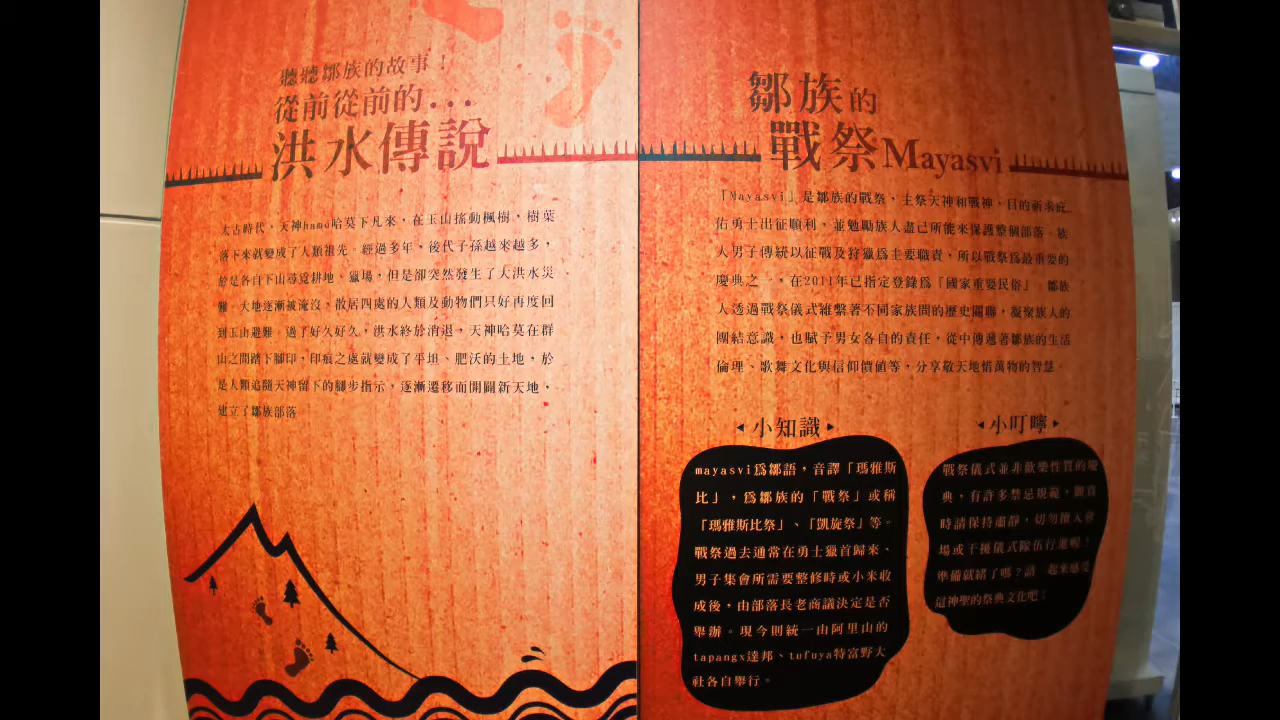 聽聽鄒族的故事！
從前從前的...
洪水傳說
太古時代，天神hamo哈莫下凡來，在玉山搖動楓樹，樹葉
落下來就變成了人類祖先。經過多年，後代子孫越來越多，
於是各自下山尋覓耕地、獵場，但是卻突然發生了大洪水災
難。大地逐漸被淹沒，散居四處的人類及動物們只好再度回
到玉山避難。過了好久好久，洪水終於消退，天神哈莫在群
山之間踏下腳印，印痕之處就變成了平坦、肥沃的土地，於
是人類追隨天神留下的腳步指示，逐漸遷移而開闢新天地，
建立了鄒族部落
鄒族的
戰祭Mayasvi
「Mayasvi」是鄒族的戰祭，主祭天神和戰神，目的祈求庇
佑勇士出征順利，並勉勵族人盡己所能來保護整個部落。族
人男子傳統以征戰及狩獵爲主要職責，所以戰祭爲最重要的
慶典之一，在2011年已指定登錄爲「國家重要民俗」。鄒族
人透過戰祭儀式維繫著不同家族間的歷史關聯，凝聚族人的
團結意識，也賦予男女各自的責任，從中傳遞著鄒族的生活
倫理、歌舞文化與信仰價值等，分享敬天地惜萬物的智慧。
小知識
mayasvi爲鄒語，音譯「瑪雅斯
比」，爲鄒族的「戰祭」或稱
「瑪雅斯比祭」、「凱旋祭」等。
戰祭過去通常在勇士獵首歸來、
男子集會所需要整修時或小米收
成後，由部落長老商議決定是否
舉辦。現今則統一由阿里山的
tapangx達邦、tufuya特富野大
社各自舉行。
小叮嚀
戰祭儀式並非歡樂性質的慶
典，有許多禁忌規範，觀賞
時請保持肅靜，切勿擅入會
場或干擾儀式隊伍行進喔！
準備就緒了嗎？請一起來感受
這神聖的祭典文化吧！